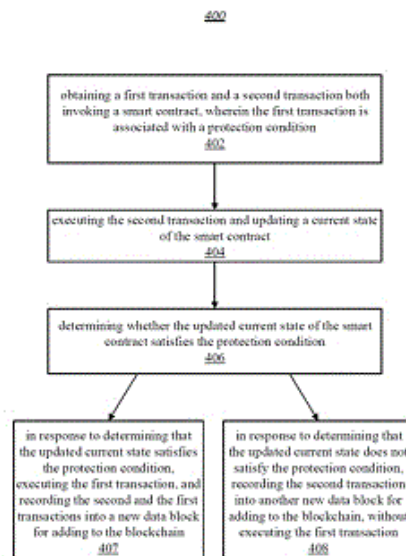 400
obtaining a first transaction and a second transaction both
invoking a smart contract, wherein the first transaction is
associated with a protection condition
402
executing the second transaction and updating a current state
of the smart contract
404
determining whether the updated current state of the smart
contract satisfies the protection condition
406
in response to determining that
the updated current state satisfies
the protection condition,
executing the first transaction, and
recording the second and the first
transactions into a new data block
for adding to the blockchain
407
in response to determining that
the updated current state does not
satisfy the protection condition,
recording the second transaction
into another new data block for
adding to the blockchain, without
executing the first transaction
408